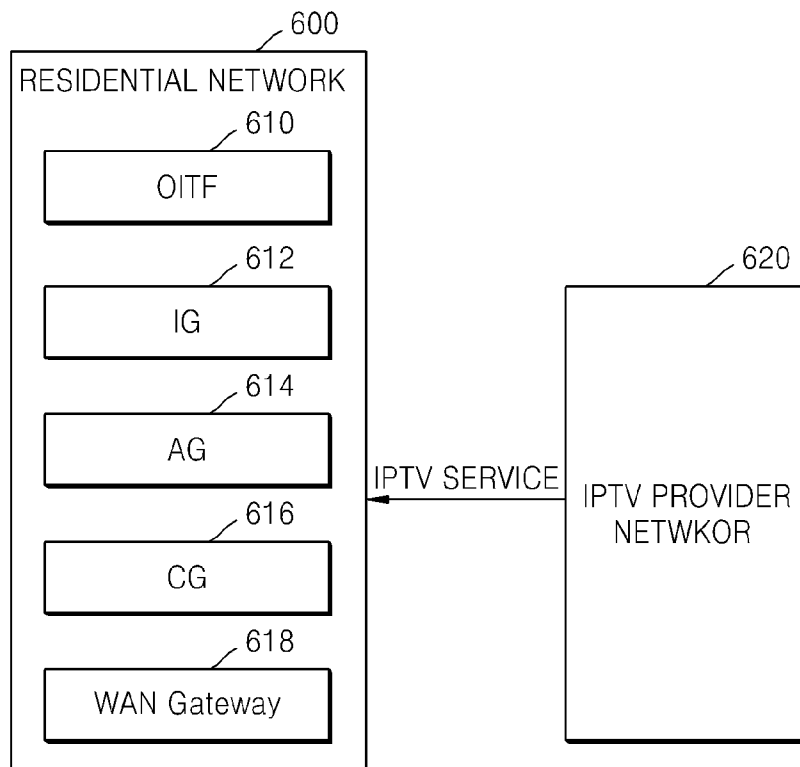 600
RESIDENTIAL NETWORK
610
OITF
612
IG
614
AG
616
CG
618
WAN Gateway
IPTV SERVICE
620
IPTV PROVIDER
NETWKOR